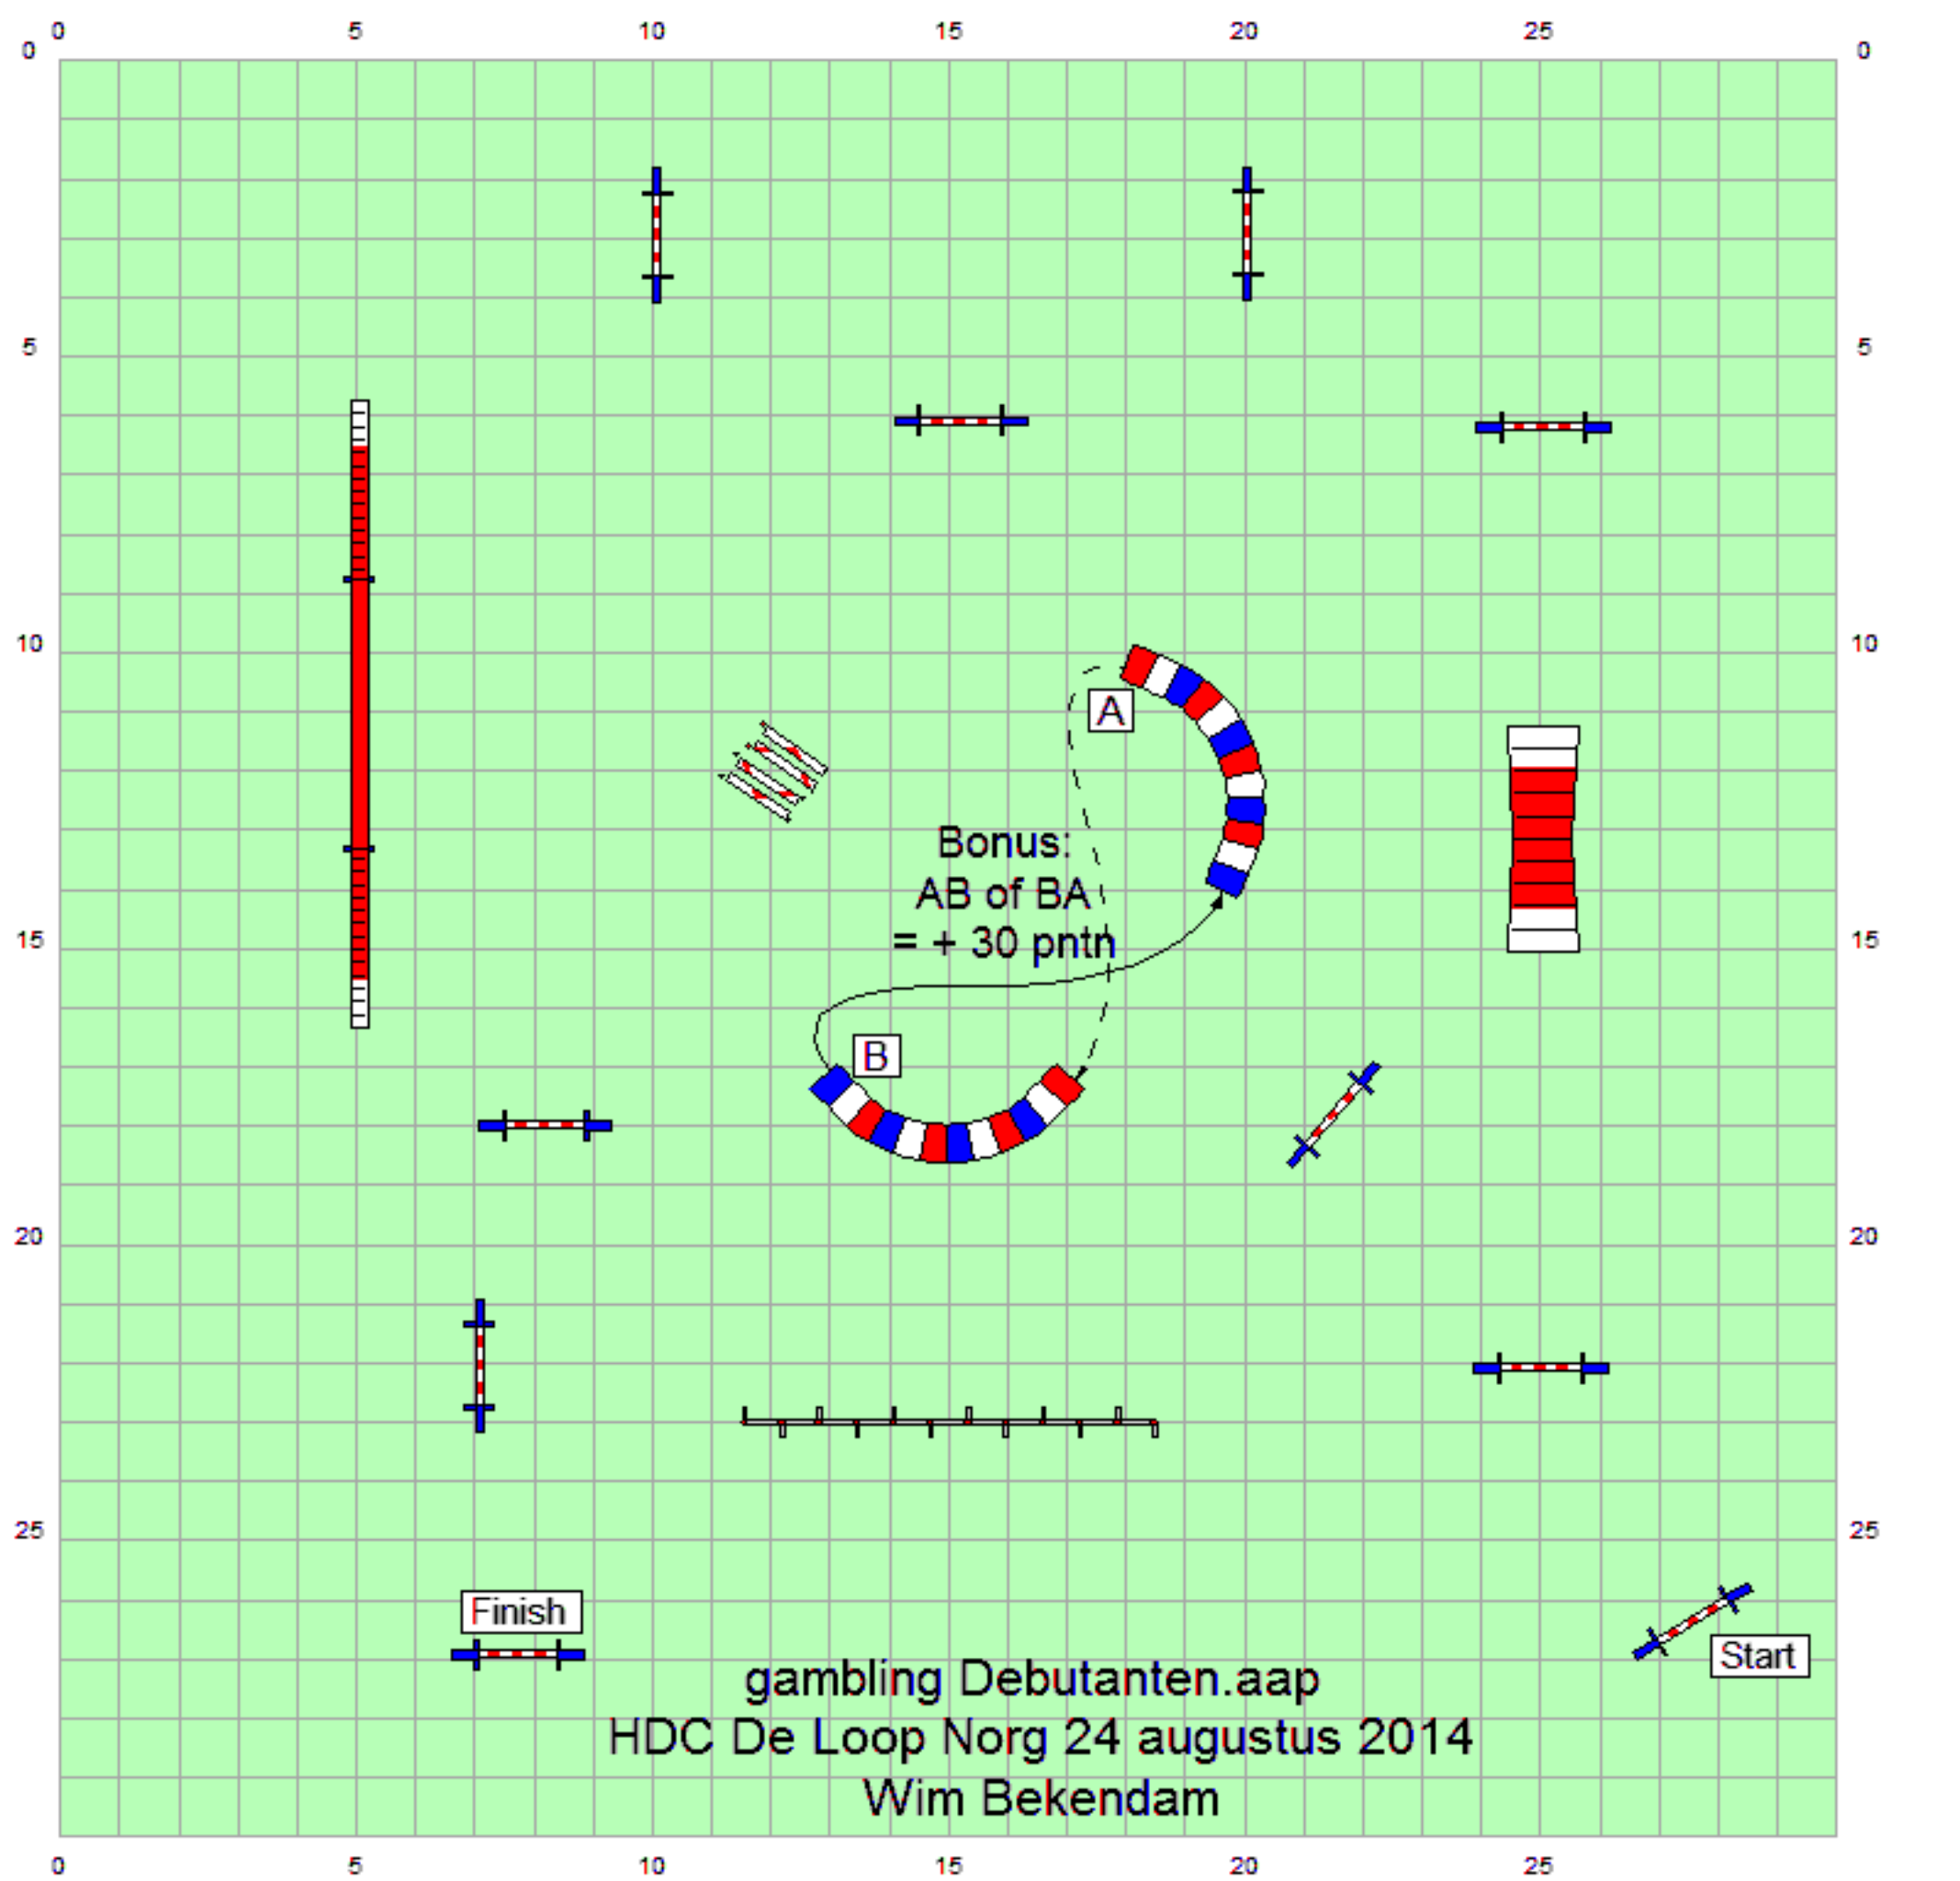 0 5 10 15 20 25
0 0
5 5
10 10
A
Bonus:
AB of BA
= + 30 pntn
15 15
B
20 20
25 25
Finish
Start
gambling Debutanten.aap
HDC De Loop Norg 24 augustus 2014
Wim Bekendam
0 5 10 15 20 25